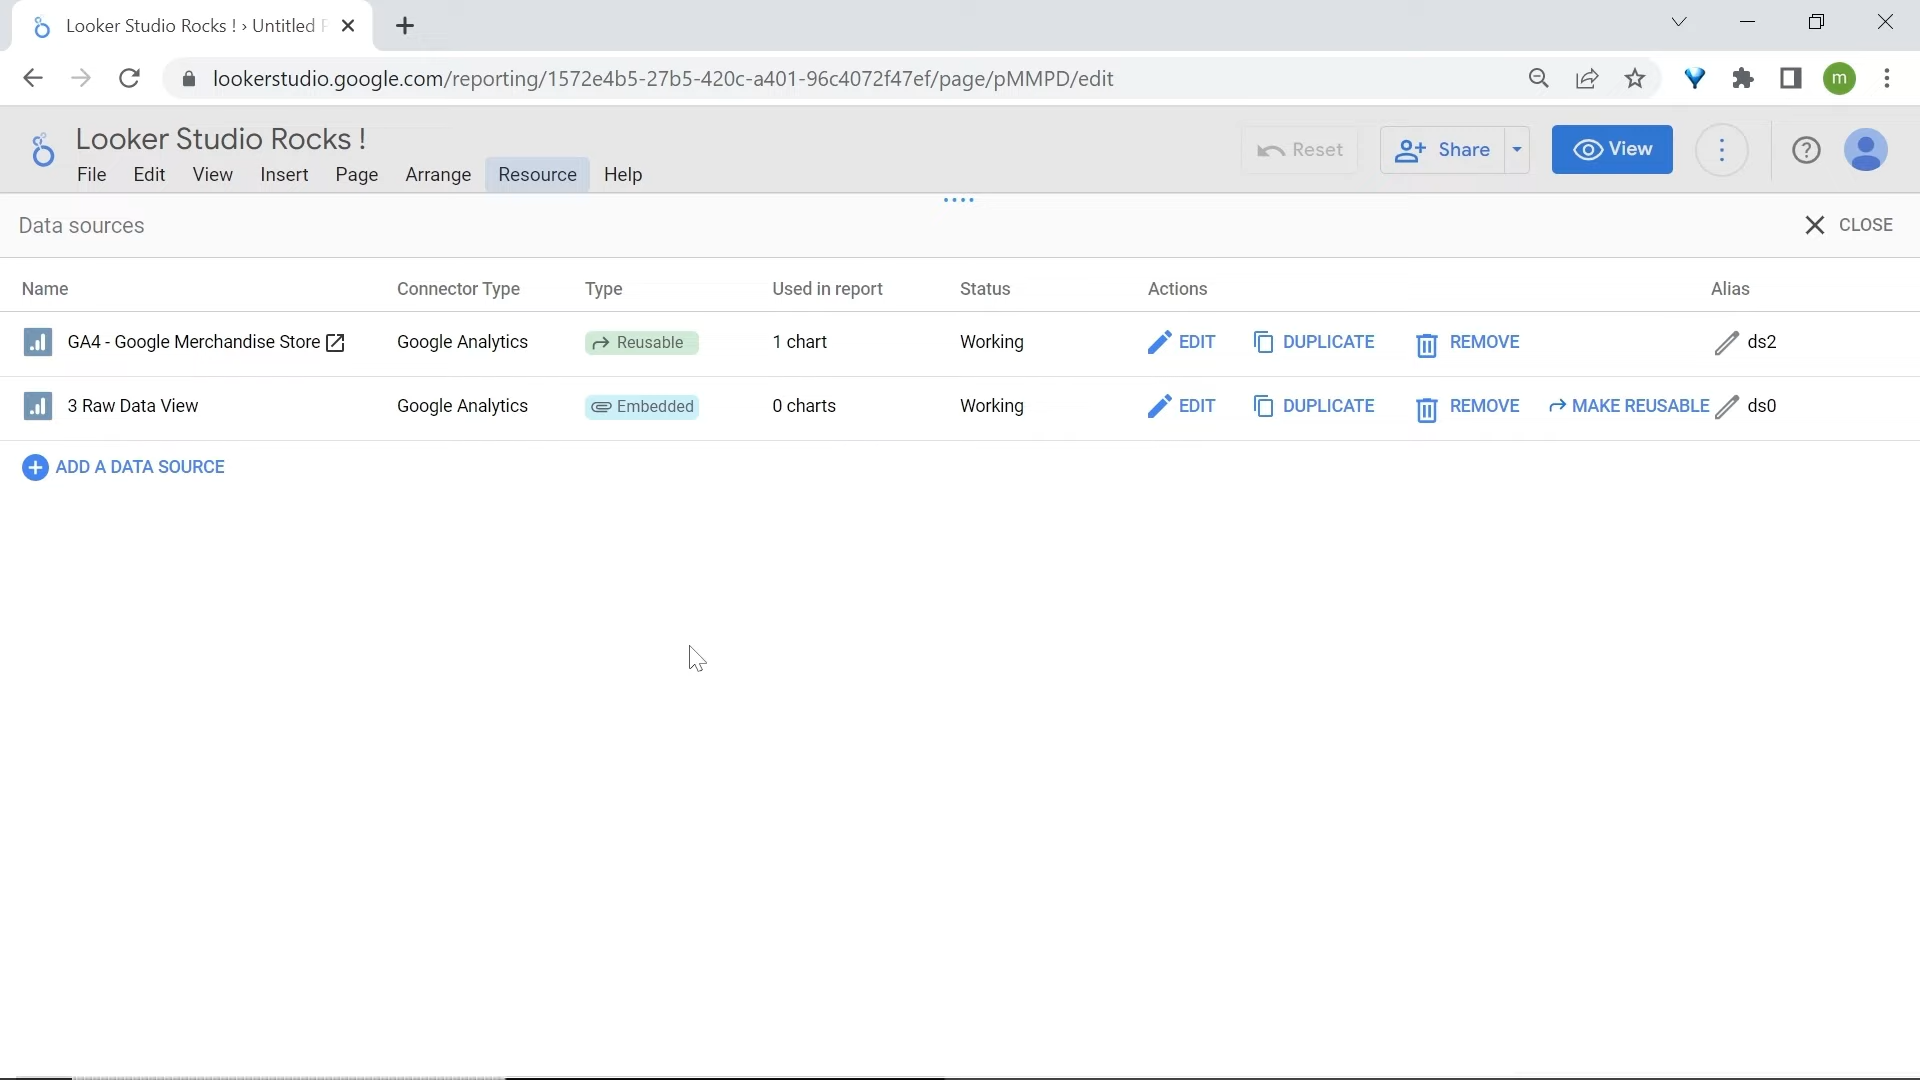 Looker Studio Rocks ! › Untitled
lookerstudio.google.com/reporting/1572e4b5-27b5-420c-a401-96c4072f47ef/page/pMMPD/edit
m
Looker Studio Rocks !
File Edit View Insert Page Arrange Resource Help
Reset Share View
Data sources
CLOSE
Name Connector Type Type Used in report Status Actions Alias
GA4 - Google Merchandise Store Google Analytics Reusable 1 chart Working EDIT DUPLICATE REMOVE ds2
3 Raw Data View Google Analytics Embedded 0 charts Working EDIT DUPLICATE REMOVE MAKE REUSABLE ds0
ADD A DATA SOURCE